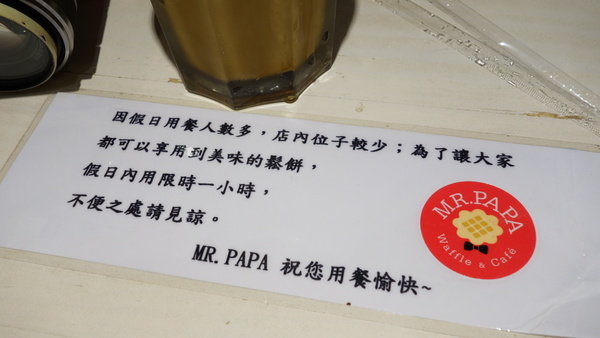 因假日用餐人數多，店內位子較少；為了讓大家
都可以享用到美味的鬆餅，
假日內用限時一小時，
不便之處請見諒。
MR.PAPA 祝您用餐愉快~
MR.PAPA
Waffle & Café